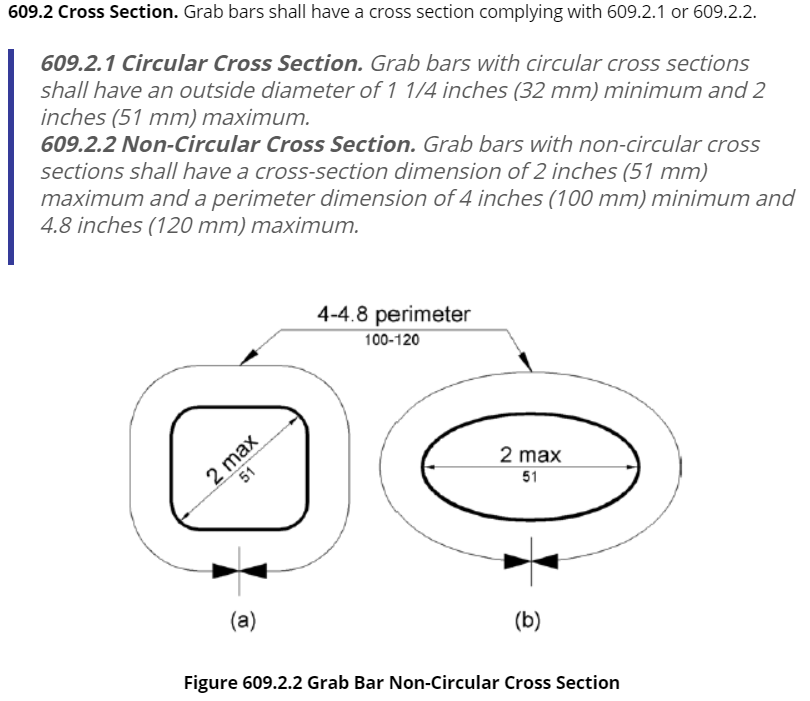 609.2 Cross Section. Grab bars shall have a cross section complying with 609.2.1 or 609.2.2.
609.2.1 Circular Cross Section. Grab bars with circular cross sections
shall have an outside diameter of 1 1/4 inches (32 mm) minimum and 2
inches (51 mm) maximum.
609.2.2 Non-Circular Cross Section. Grab bars with non-circular cross
sections shall have a cross-section dimension of 2 inches (51 mm)
maximum and a perimeter dimension of 4 inches (100 mm) minimum and
4.8 inches (120 mm) maximum.
4-4.8 perimeter
100-120
2 max
51
2 max
51
(a)
(b)
Figure 609.2.2 Grab Bar Non-Circular Cross Section